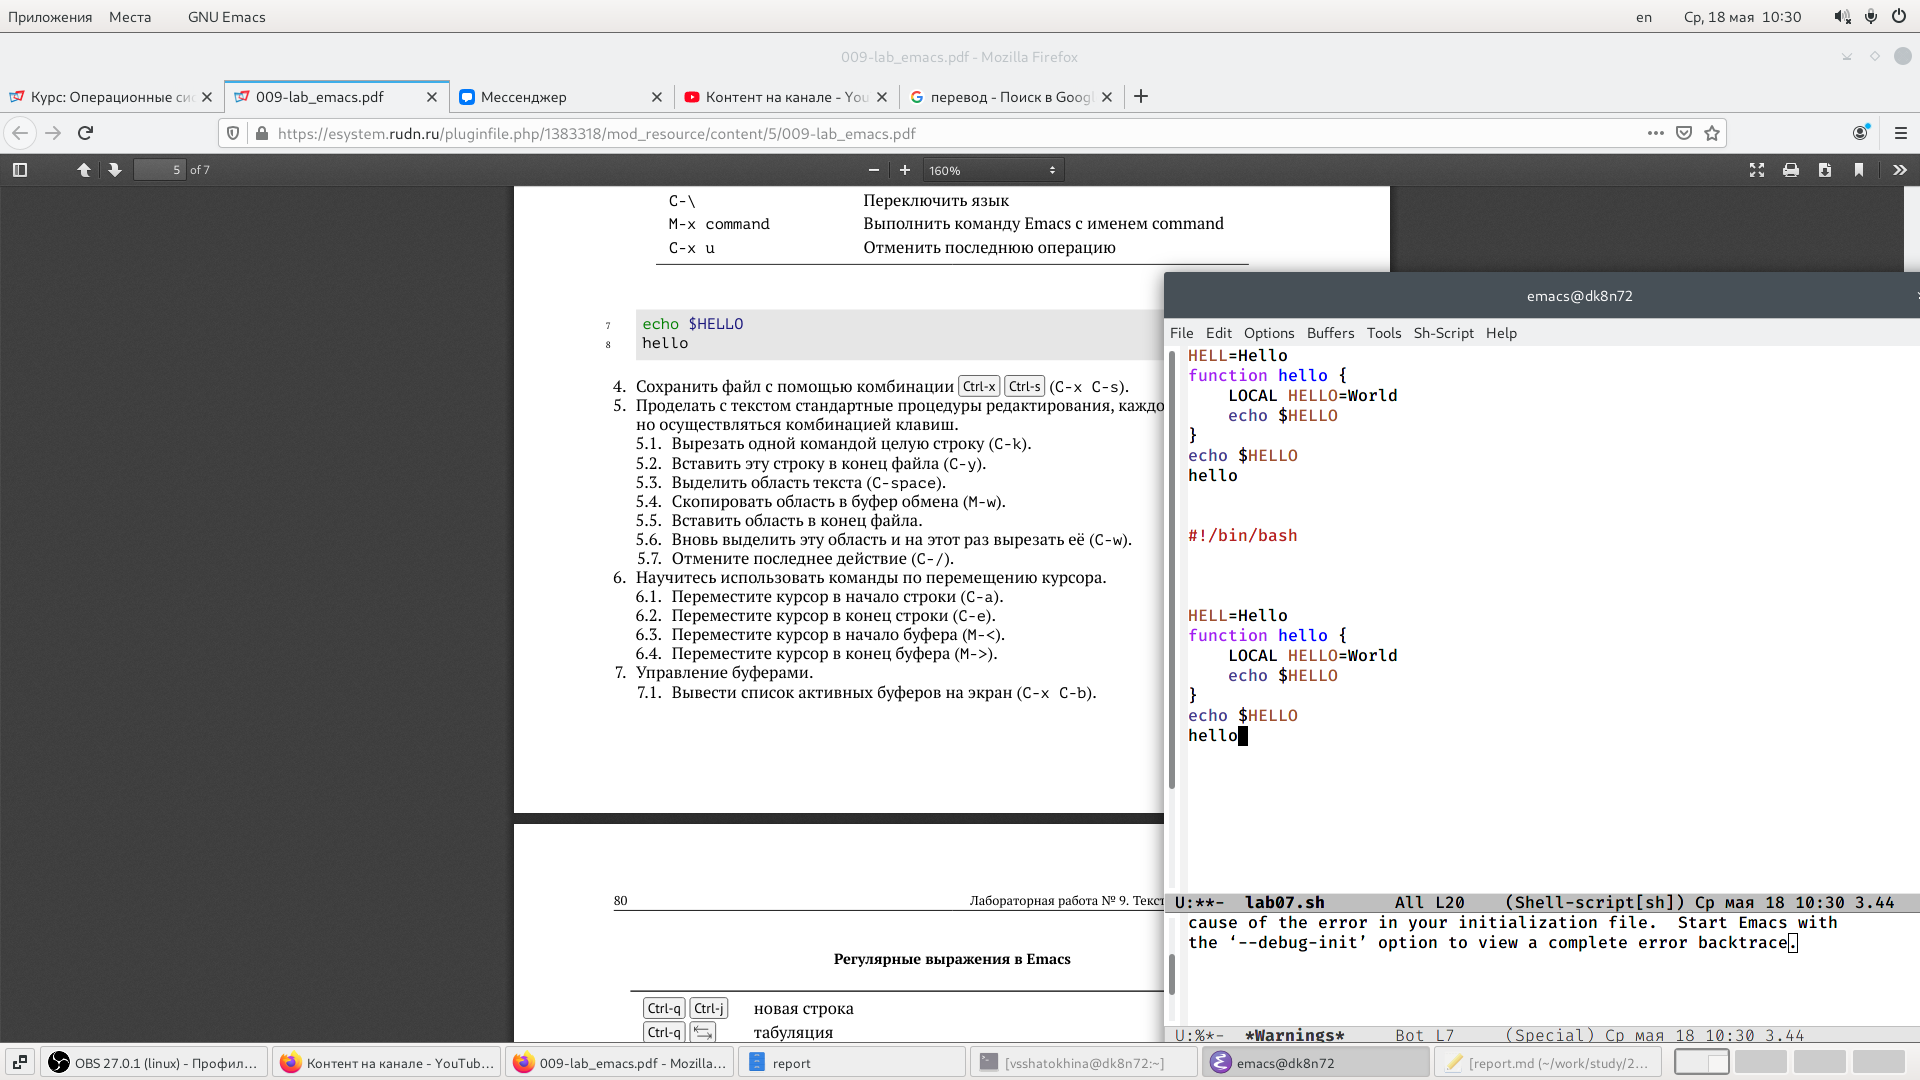 Приложения Места GNU Emacs en Ср, 18 мая 10:30
009-lab_emacs.pdf - Mozilla Firefox
Курс: Операционные си 009-lab_emacs.pdf Мессенджер Контент на канале - You перевод - Поиск в Googl
https://esystem.rudn.ru/pluginfile.php/1383318/mod_resource/content/5/009-lab_emacs.pdf
5 of 7 160%
C-\ Переключить язык
M-x command Выполнить команду Emacs с именем command
C-x u Отменить последнюю операцию
7 echo $HELLO
8 hello
4. Сохранить файл с помощью комбинации Ctrl-x Ctrl-s (C-x C-s).
5. Проделать с текстом стандартные процедуры редактирования, каждо
но осуществляться комбинацией клавиш.
5.1. Вырезать одной командой целую строку (C-k).
5.2. Вставить эту строку в конец файла (C-y).
5.3. Выделить область текста (C-space).
5.4. Скопировать область в буфер обмена (M-w).
5.5. Вставить область в конец файла.
5.6. Вновь выделить эту область и на этот раз вырезать её (C-w).
5.7. Отмените последнее действие (C-/).
6. Научитесь использовать команды по перемещению курсора.
6.1. Переместите курсор в начало строки (C-a).
6.2. Переместите курсор в конец строки (C-e).
6.3. Переместите курсор в начало буфера (M-<).
6.4. Переместите курсор в конец буфера (M->).
7. Управление буферами.
7.1. Вывести список активных буферов на экран (C-x C-b).
80 Лабораторная работа № 9. Текст
Регулярные выражения в Emacs
Ctrl-q Ctrl-j новая строка
Ctrl-q табуляция
emacs@dk8n72
File Edit Options Buffers Tools Sh-Script Help
HELL=Hello
function hello {
LOCAL HELLO=World
echo $HELLO
}
echo $HELLO
hello
#!/bin/bash
HELL=Hello
function hello {
LOCAL HELLO=World
echo $HELLO
}
echo $HELLO
hello
U:**- lab07.sh All L20 (Shell-script[sh]) Ср мая 18 10:30 3.44
cause of the error in your initialization file. Start Emacs with
the ‘--debug-init’ option to view a complete error backtrace.
U:%*- *Warnings* Bot L7 (Special) Ср мая 18 10:30 3.44
OBS 27.0.1 (linux) - Профил... Контент на канале - YouTub... 009-lab_emacs.pdf - Mozilla... report [vsshatokhina@dk8n72:~] emacs@dk8n72 [report.md (~/work/study/2...